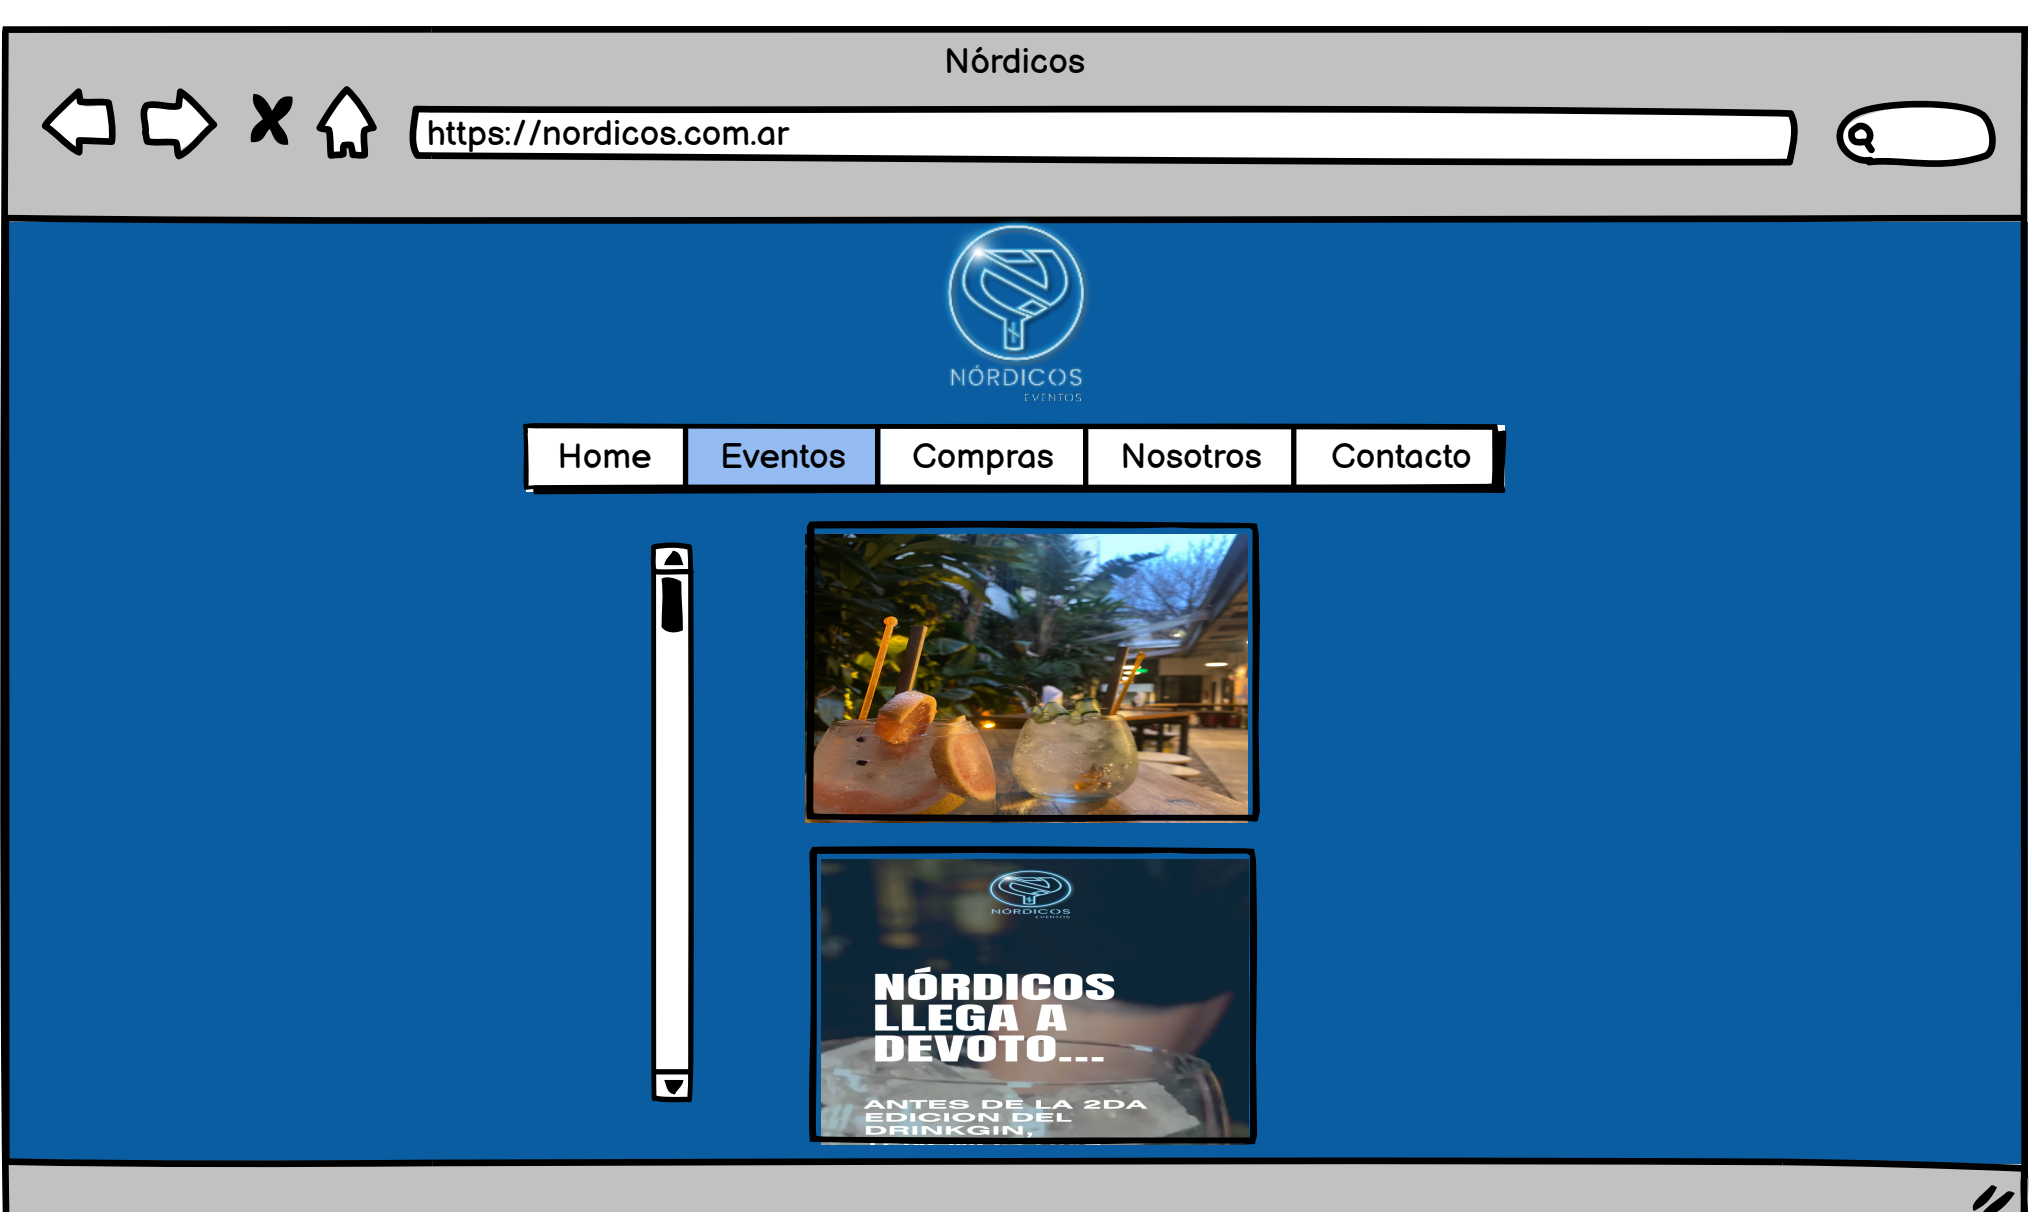 Nórdicos
https://nordicos.com.ar
NÓRDICOS
EVENTOS
Home Eventos Compras Nosotros Contacto
NÓRDICOS
EVENTOS
NÓRDICOS
LLEGA A
DEVOTO...
ANTES DE LA 2DA
EDICION DEL
DRINKGIN,